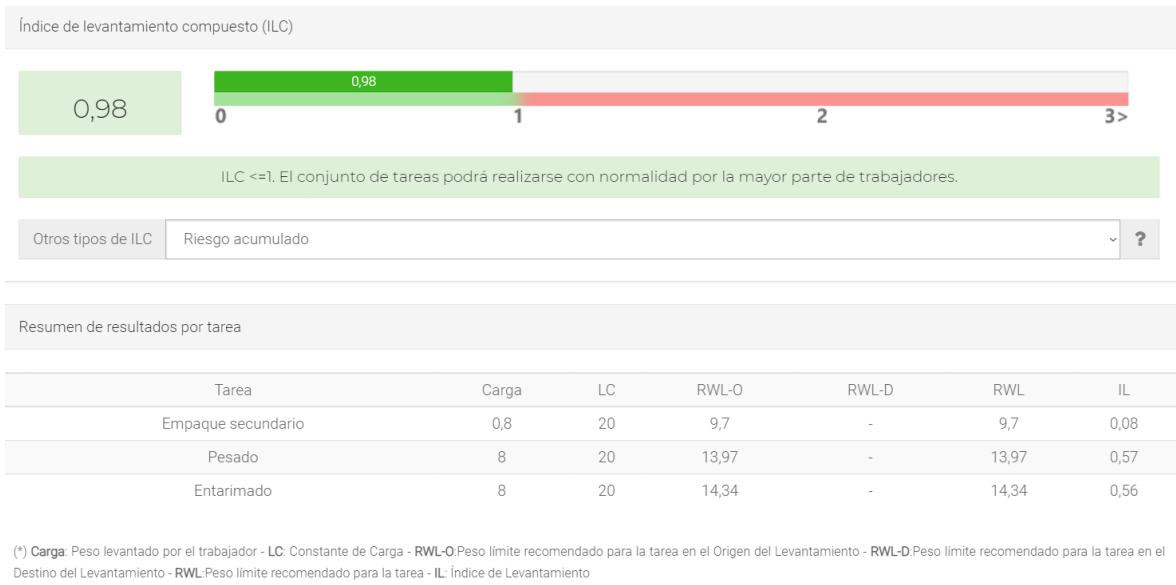 Índice de levantamiento compuesto (ILC)
0,98
0,98
0 1 2 3>
ILC <=1. El conjunto de tareas podrá realizarse con normalidad por la mayor parte de trabajadores.
Otros tipos de ILC Riesgo acumulado ?
Resumen de resultados por tarea
Tarea Carga LC RWL-O RWL-D RWL IL
Empaque secundario 0,8 20 9,7 - 9,7 0,08
Pesado 8 20 13,97 - 13,97 0,57
Entarimado 8 20 14,34 - 14,34 0,56
(*) Carga: Peso levantado por el trabajador - LC: Constante de Carga - RWL-O:Peso límite recomendado para la tarea en el Origen del Levantamiento - RWL-D:Peso límite recomendado para la tarea en el
Destino del Levantamiento - RWL:Peso límite recomendado para la tarea - IL: Índice de Levantamiento